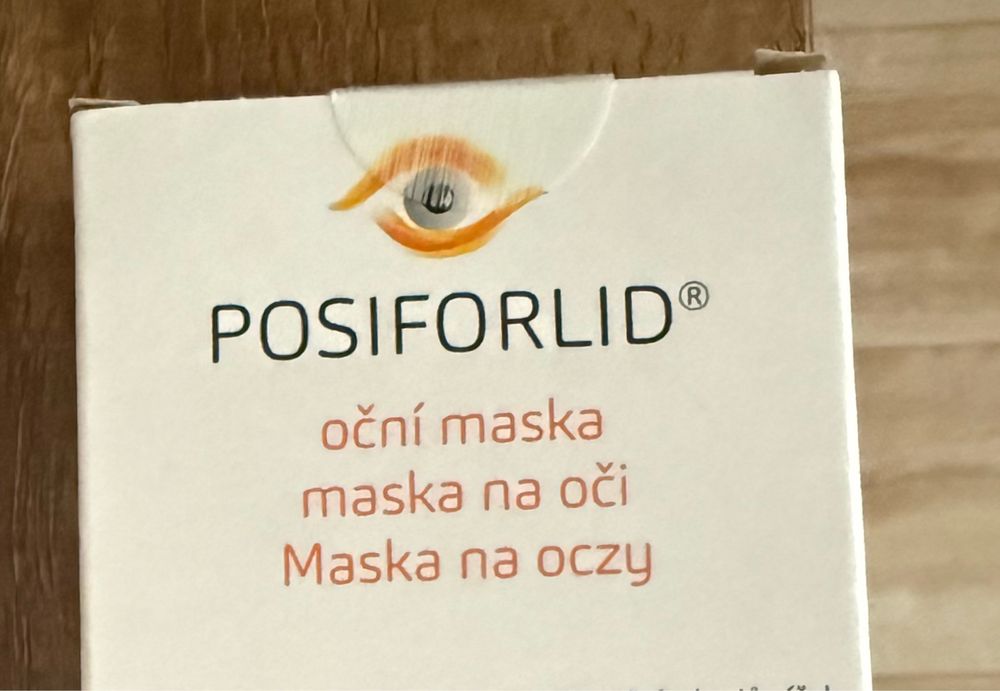 POSIFORLID®
oční maska
maska na oči
Maska na oczy